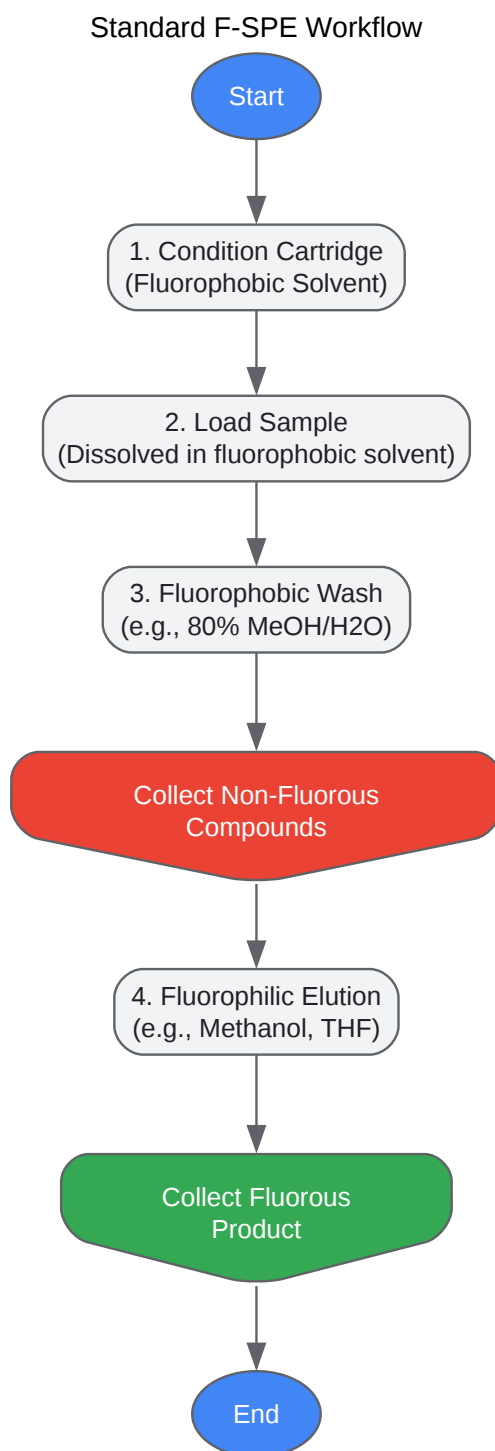 Standard F-SPE Workflow
Start
1. Condition Cartridge
(Fluorophobic Solvent)
2. Load Sample
(Dissolved in fluorophobic solvent)
3. Fluorophobic Wash
(e.g., 80% MeOH/H2O)
Collect Non-Fluorous
Compounds
4. Fluorophilic Elution
(e.g., Methanol, THF)
Collect Fluorous
Product
End